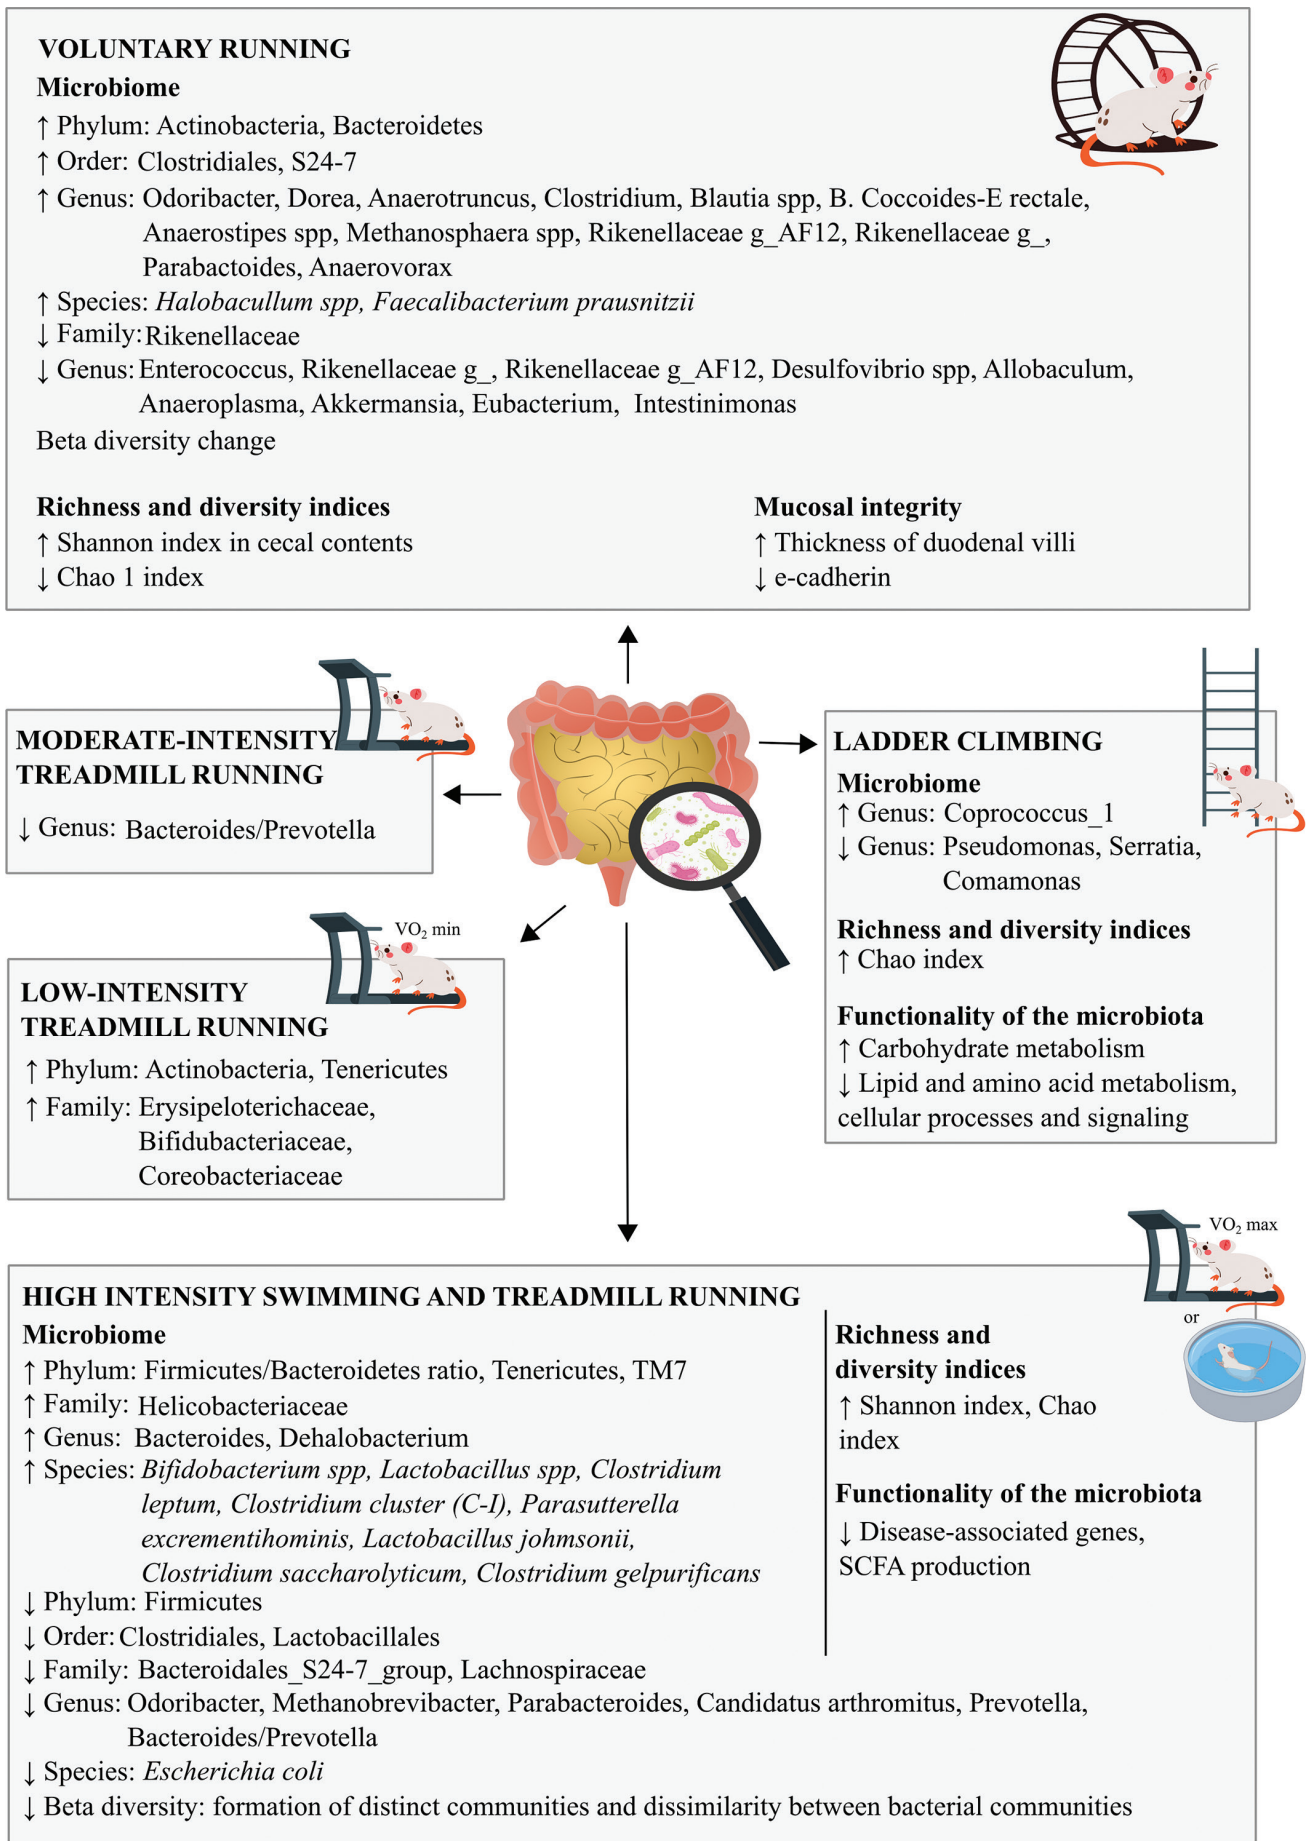 VOLUNTARY RUNNING
Microbiome
↑ Phylum: Actinobacteria, Bacteroidetes
↑ Order: Clostridiales, S24-7
↑ Genus: Odoribacter, Dorea, Anaerotruncus, Clostridium, Blautia spp, B. Coccoides-E rectale,
Anaerostipes spp, Methanosphaera spp, Rikenellaceae g_AF12, Rikenellaceae g_,
Parabactoides, Anaerovorax
↑ Species: Halobacullum spp, Faecalibacterium prausnitzii
↓ Family: Rikenellaceae
↓ Genus: Enterococcus, Rikenellaceae g_, Rikenellaceae g_AF12, Desulfovibrio spp, Allobaculum,
Anaeroplasma, Akkermansia, Eubacterium, Intestinimonas
Beta diversity change
Richness and diversity indices
↑ Shannon index in cecal contents
↓ Chao 1 index
Mucosal integrity
↑ Thickness of duodenal villi
↓ e-cadherin
MODERATE-INTENSITY
TREADMILL RUNNING
↓ Genus: Bacteroides/Prevotella
LADDER CLIMBING
Microbiome
↑ Genus: Coprococcus_1
↓ Genus: Pseudomonas, Serratia,
Comamonas
Richness and diversity indices
↑ Chao index
Functionality of the microbiota
↑ Carbohydrate metabolism
↓ Lipid and amino acid metabolism,
cellular processes and signaling
VO₂ min
LOW-INTENSITY
TREADMILL RUNNING
↑ Phylum: Actinobacteria, Tenericutes
↑ Family: Erysipeloterichaceae,
Bifidubacteriaceae,
Coreobacteriaceae
VO₂ max
or
HIGH INTENSITY SWIMMING AND TREADMILL RUNNING
Microbiome
↑ Phylum: Firmicutes/Bacteroidetes ratio, Tenericutes, TM7
↑ Family: Helicobacteriaceae
↑ Genus: Bacteroides, Dehalobacterium
↑ Species: Bifidobacterium spp, Lactobacillus spp, Clostridium
leptum, Clostridium cluster (C-I), Parasutterella
excrementihominis, Lactobacillus johmsonii,
Clostridium saccharolyticum, Clostridium gelpurificans
↓ Phylum: Firmicutes
↓ Order: Clostridiales, Lactobacillales
↓ Family: Bacteroidales_S24-7_group, Lachnospiraceae
↓ Genus: Odoribacter, Methanobrevibacter, Parabacteroides, Candidatus arthromitus, Prevotella,
Bacteroides/Prevotella
↓ Species: Escherichia coli
↓ Beta diversity: formation of distinct communities and dissimilarity between bacterial communities
Richness and
diversity indices
↑ Shannon index, Chao
index
Functionality of the microbiota
↓ Disease-associated genes,
SCFA production